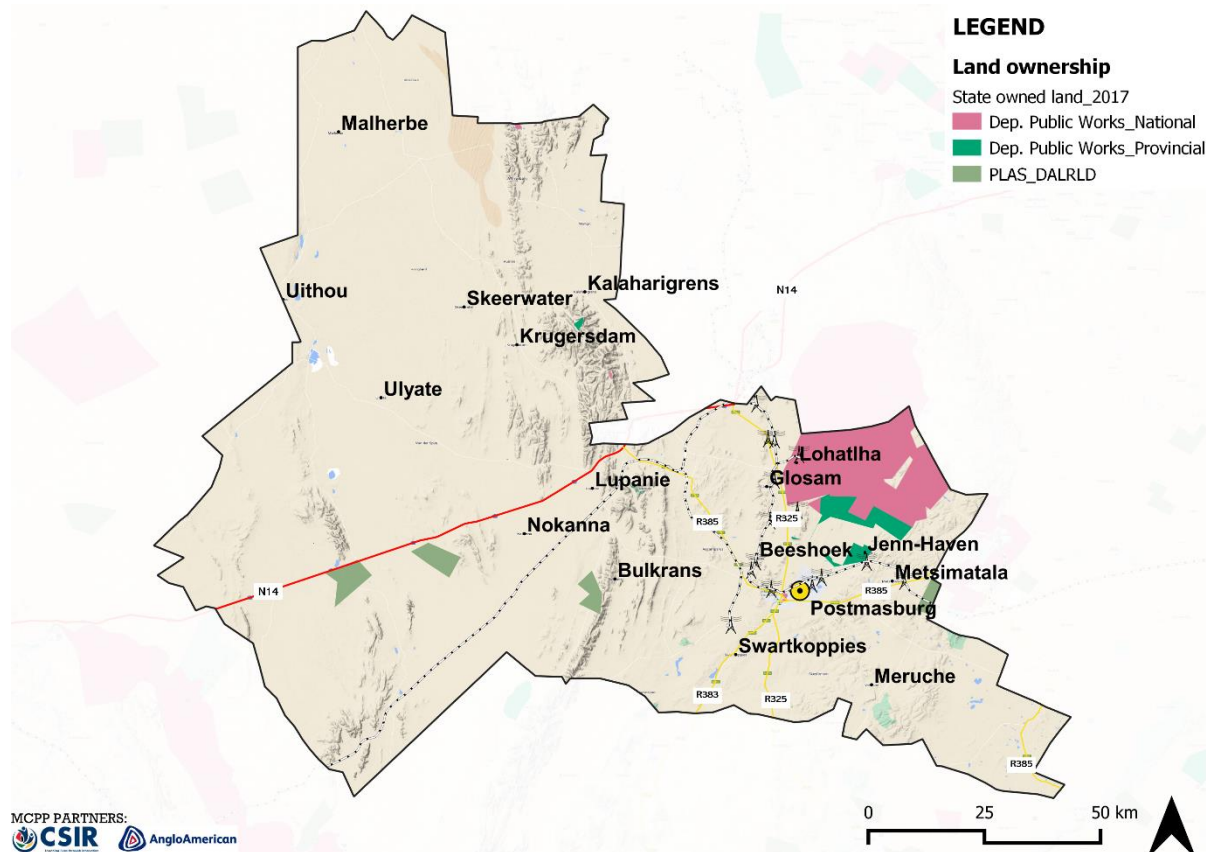 LEGEND
Land ownership
State owned land_2017
Dep. Public Works_National
Dep. Public Works_Provincial
PLAS_DALRLD
Malherbe
Kalaharigrens
Uithou
Skeerwater
N14
Krugersdam
Ulyate
Lohatlha
Lupanie
Glosam
Nokanna
R385
R325
Beeshoek
Jenn-Haven
Bulkrans
Metsimatala
N14
R385
Postmasburg
Swartkoppies
Meruche
R383
R325
R385
0 25 50 km
MCPP PARTNERS:
CSIR
AngloAmerican